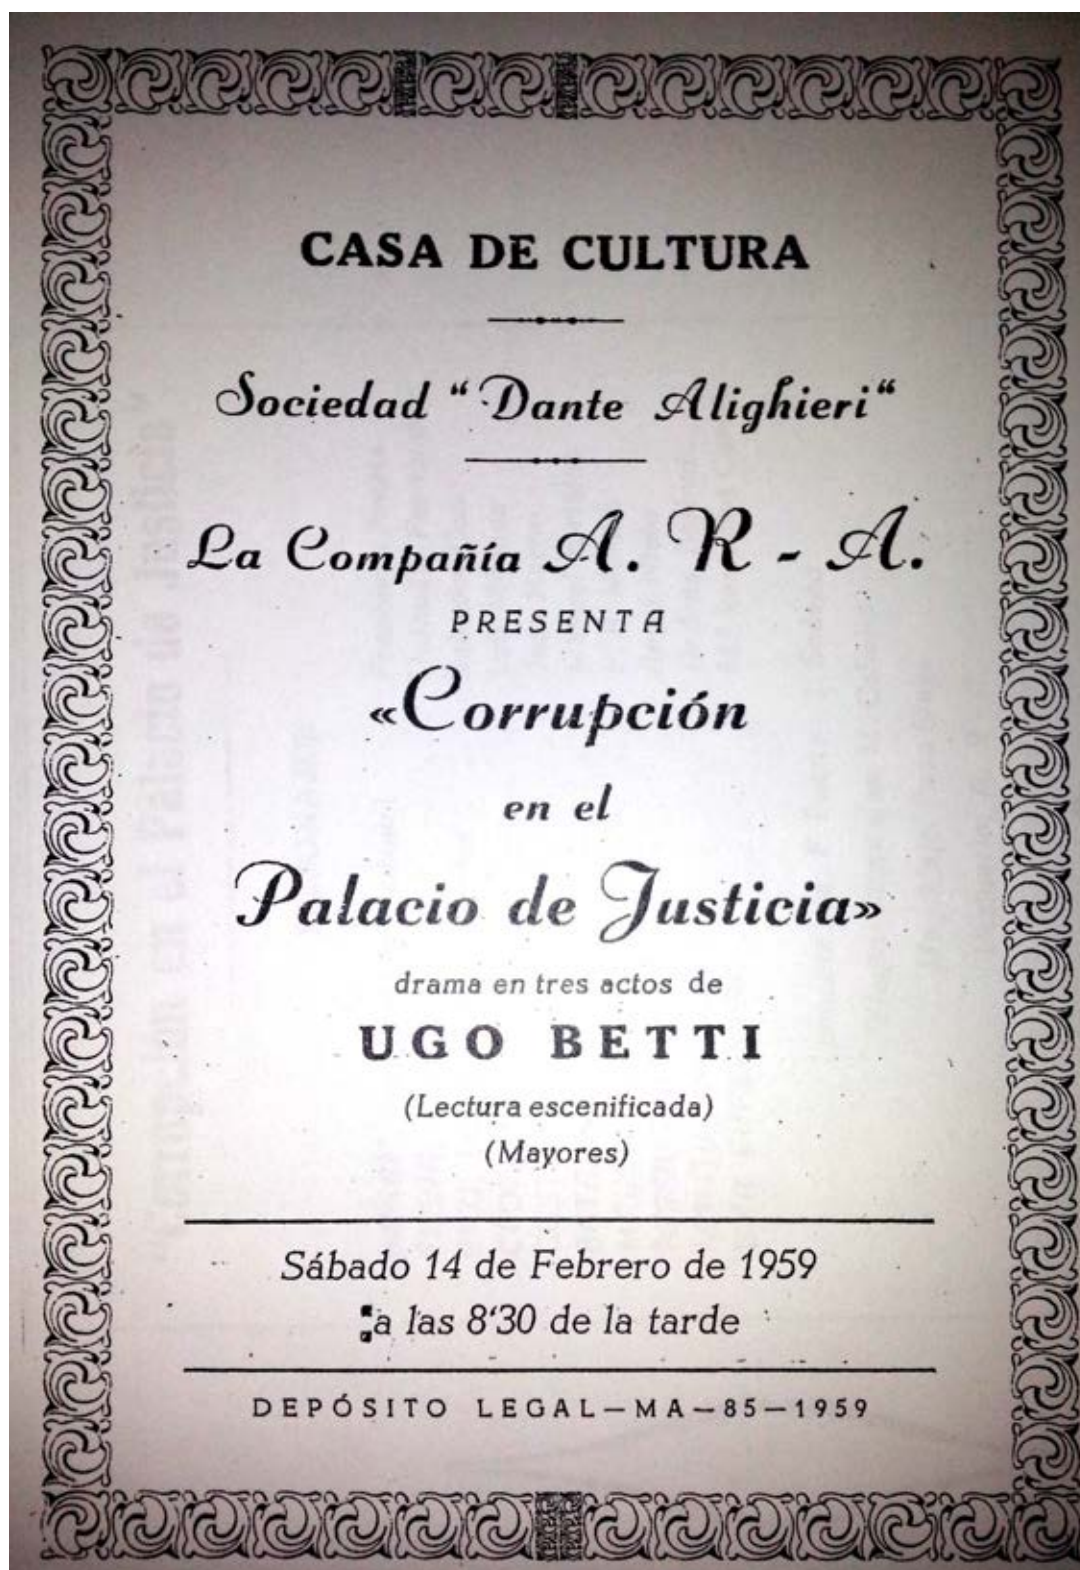 CASA DE CULTURA
Sociedad “Dante Alighieri“
La Compañía A. R - A.
PRESENTA
«Corrupción
en el
Palacio de Justicia»
drama en tres actos de
UGO BETTI
(Lectura escenificada)
(Mayores)
Sábado 14 de Febrero de 1959
a las 8‘30 de la tarde
DEPÓSITO LEGAL—MA—85—1959